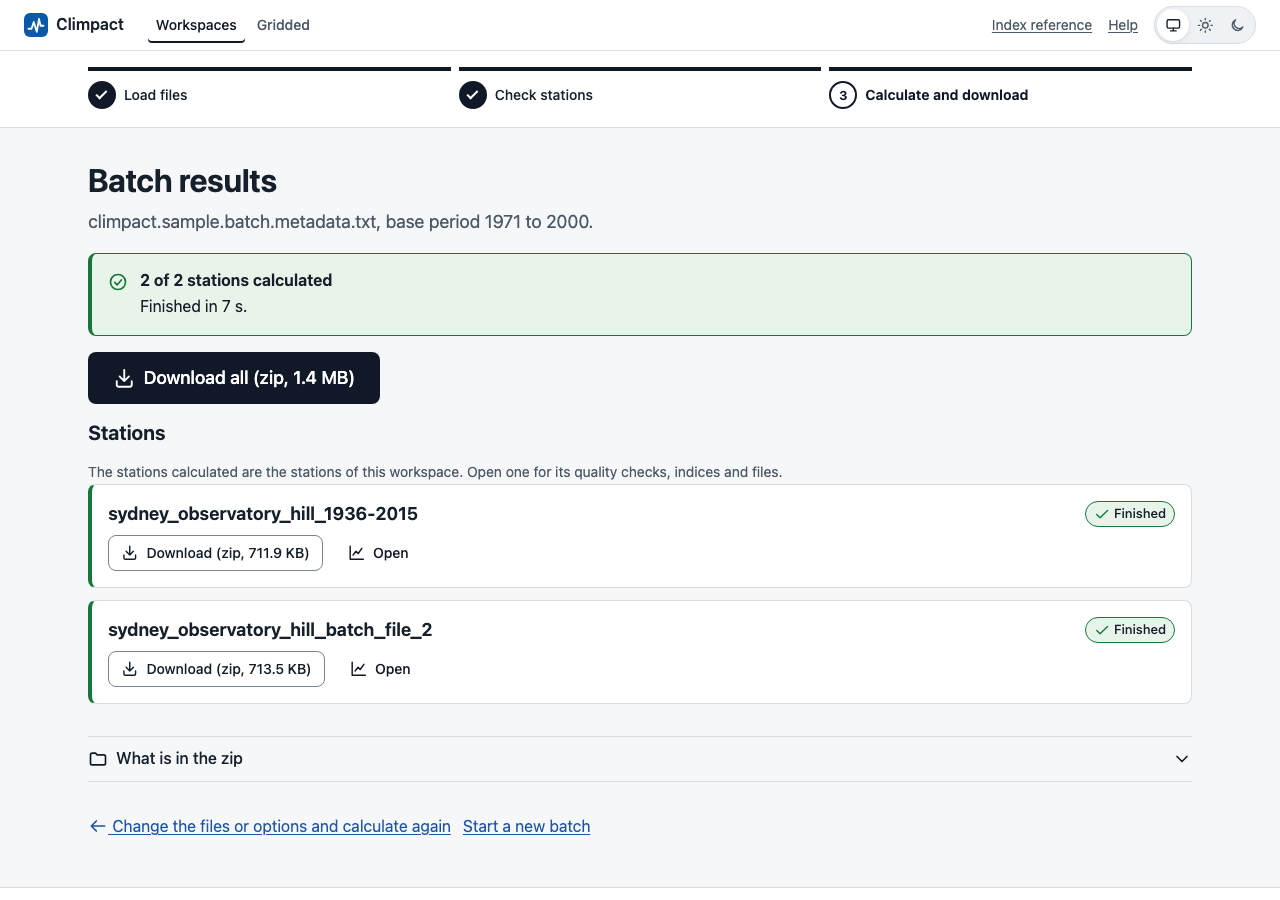 Climpact
Workspaces
Gridded
Index reference
Help
Load files
Check stations
3
Calculate and download
Batch results
climpact.sample.batch.metadata.txt, base period 1971 to 2000.
2 of 2 stations calculated
Finished in 7 s.
Download all (zip, 1.4 MB)
Stations
The stations calculated are the stations of this workspace. Open one for its quality checks, indices and files.
sydney_observatory_hill_1936-2015
Finished
Download (zip, 711.9 KB)
Open
sydney_observatory_hill_batch_file_2
Finished
Download (zip, 713.5 KB)
Open
What is in the zip
Change the files or options and calculate again
Start a new batch